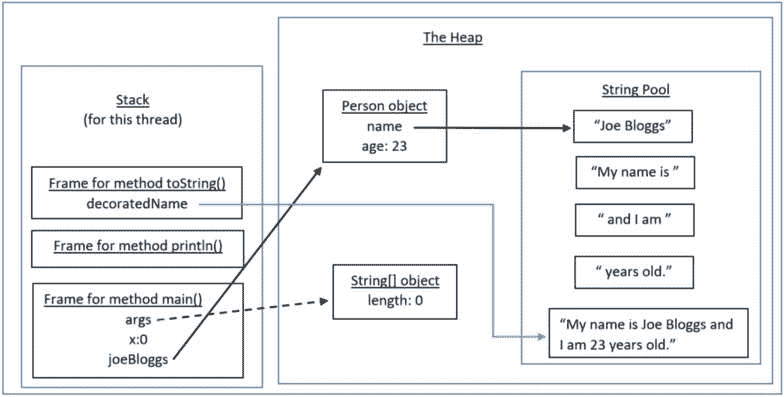 The Heap
Stack
(for this thread)
Frame for method toString()
decoratedName
Frame for method println()
Frame for method main()
args
x:0
joeBloggs
Person object
name
age: 23
String[] object
length: 0
String Pool
“Joe Bloggs”
“My name is ”
“ and I am ”
“ years old.”
“My name is Joe Bloggs and
I am 23 years old.”